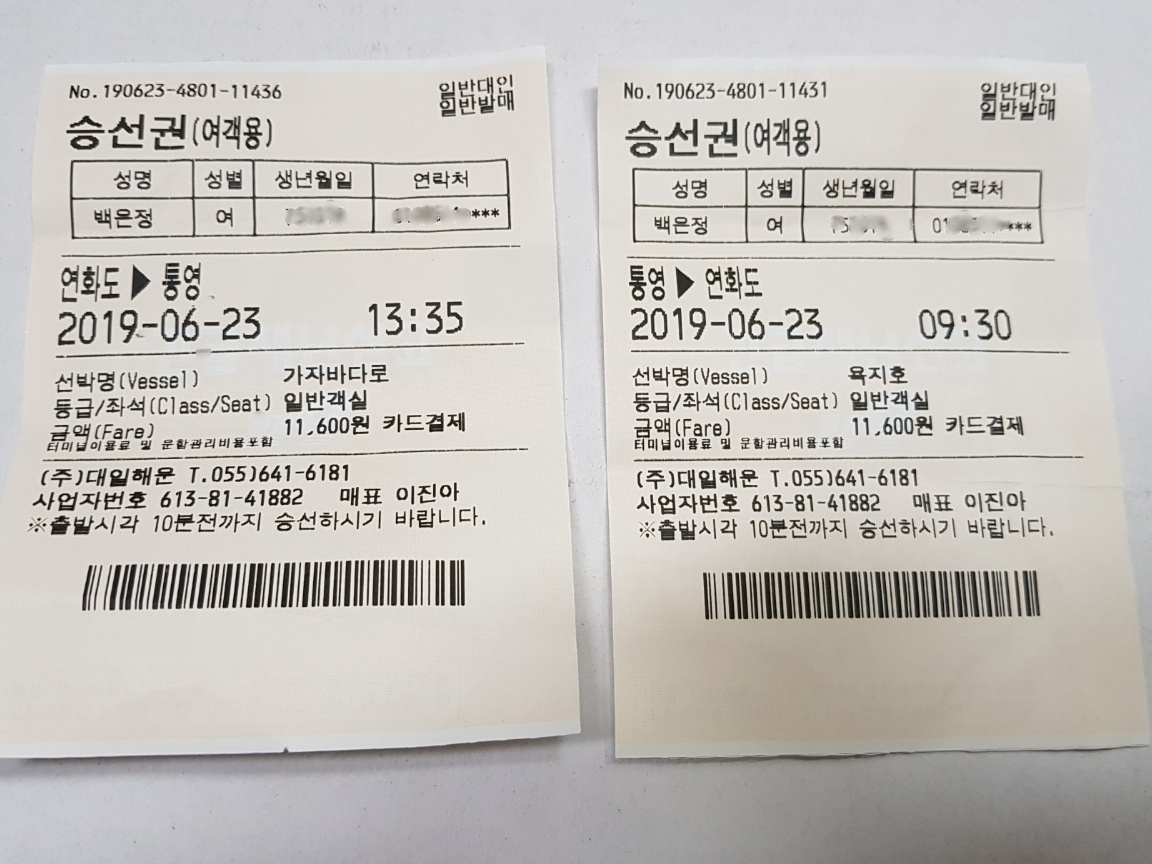 No.190623-4801-11436
일반대인
일반발매
승선권(여객용)
성명 성별 생년월일 연락처
백은정 여 ***
연화도 ▶ 통영
2019-06-23 13:35
선박명(Vessel) 가자바다로
등급/좌석(Class/Seat) 일반객실
금액(Fare) 11,600원 카드결제
터미널이용료 및 문화관리비용포함
(주)대일해운 T.055)641-6181
사업자번호 613-81-41882 매표 이진아
※출발시각 10분전까지 승선하시기 바랍니다.
No.190623-4801-11431
일반대인
일반발매
승선권(여객용)
성명 성별 생년월일 연락처
백은정 여 ***
통영 ▶ 연화도
2019-06-23 09:30
선박명(Vessel) 욕지호
등급/좌석(Class/Seat) 일반객실
금액(Fare) 11,600원 카드결제
터미널이용료 및 문화관리비용포함
(주)대일해운 T.055)641-6181
사업자번호 613-81-41882 매표 이진아
※출발시각 10분전까지 승선하시기 바랍니다.